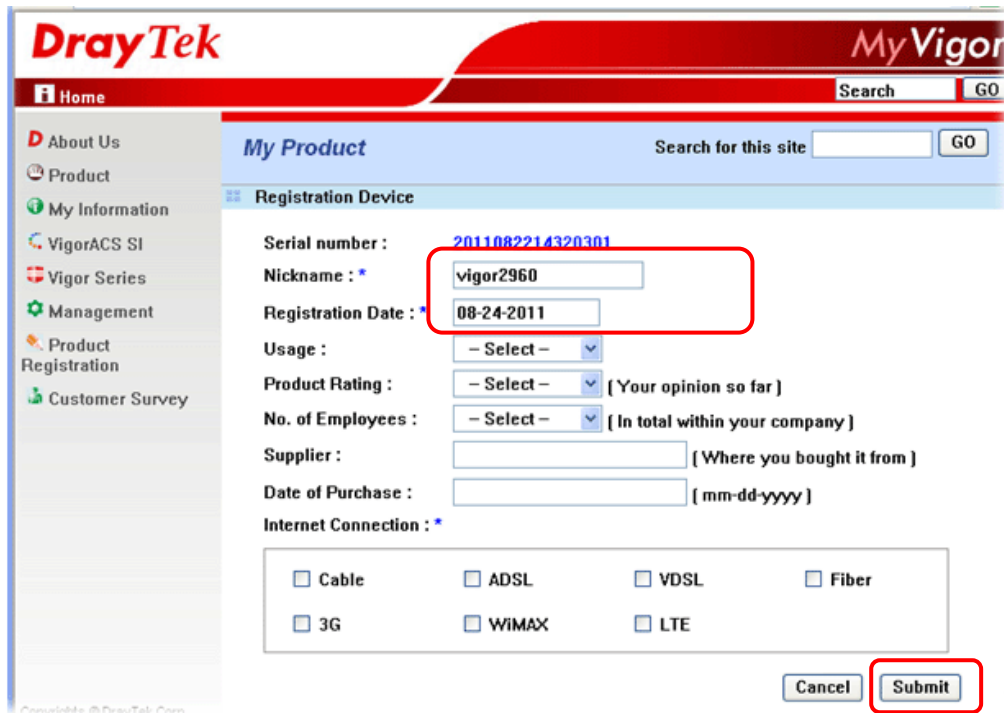 DrayTek
MyVigor
Home
Search GO
About Us
Product
My Information
VigorACS SI
Vigor Series
Management
Product
Registration
Customer Survey
My Product
Search for this site GO
Registration Device
Serial number : 2011082214320301
Nickname : * vigor2960
Registration Date : * 08-24-2011
Usage : -- Select --
Product Rating : -- Select -- ( Your opinion so far )
No. of Employees : -- Select -- ( In total within your company )
Supplier : ( Where you bought it from )
Date of Purchase : ( mm-dd-yyyy )
Internet Connection : *
Cable ADSL VDSL Fiber
3G WiMAX LTE
Cancel Submit
Copyrights @ DrayTek Corp.